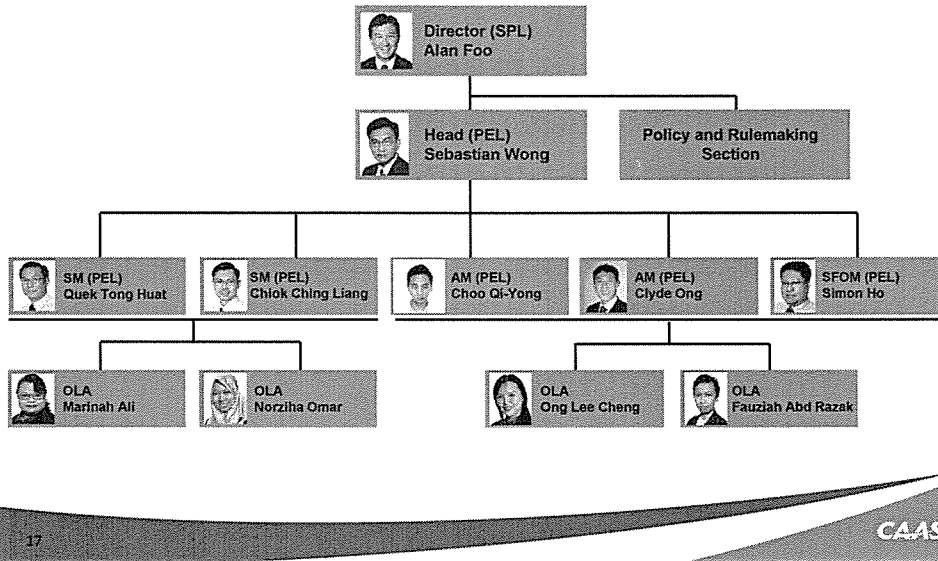 Director (SPL)
Alan Foo
Head (PEL)
Sebastian Wong
Policy and Rulemaking
Section
SM (PEL)
Quek Tong Huat
SM (PEL)
Chiok Ching Liang
AM (PEL)
Choo Qi-Yong
AM (PEL)
Clyde Ong
SFOM (PEL)
Simon Ho
OLA
Marinah Ali
OLA
Norziha Omar
OLA
Ong Lee Cheng
OLA
Fauziah Abd Razak
17
CAAS